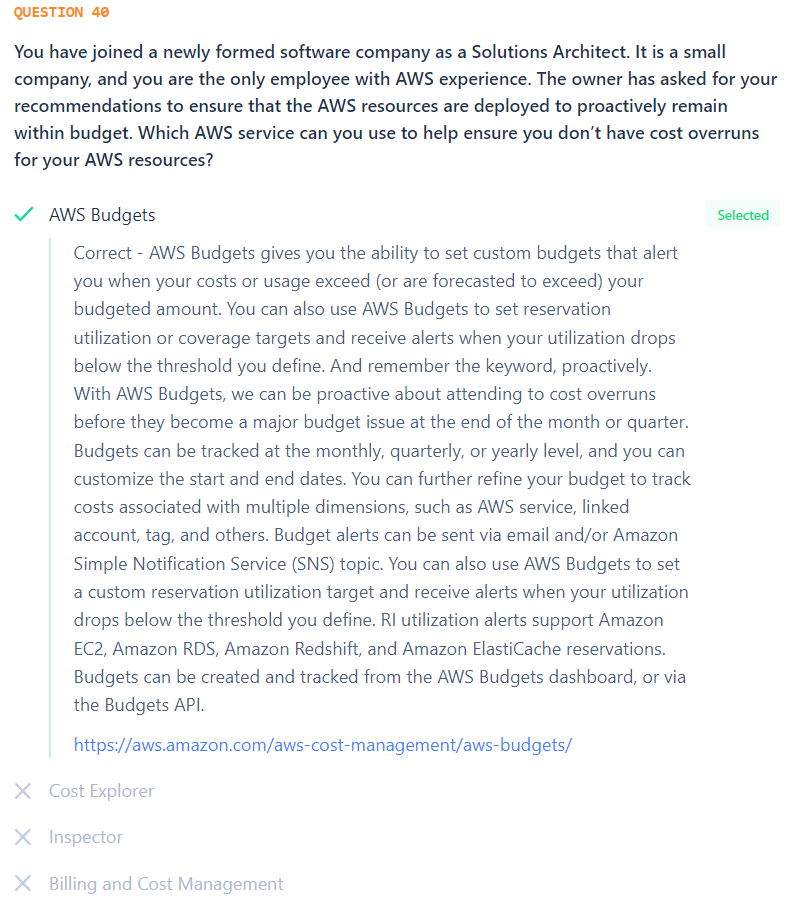 QUESTION 40
You have joined a newly formed software company as a Solutions Architect. It is a small
company, and you are the only employee with AWS experience. The owner has asked for your
recommendations to ensure that the AWS resources are deployed to proactively remain
within budget. Which AWS service can you use to help ensure you don’t have cost overruns
for your AWS resources?
AWS Budgets
Selected
Correct - AWS Budgets gives you the ability to set custom budgets that alert
you when your costs or usage exceed (or are forecasted to exceed) your
budgeted amount. You can also use AWS Budgets to set reservation
utilization or coverage targets and receive alerts when your utilization drops
below the threshold you define. And remember the keyword, proactively.
With AWS Budgets, we can be proactive about attending to cost overruns
before they become a major budget issue at the end of the month or quarter.
Budgets can be tracked at the monthly, quarterly, or yearly level, and you can
customize the start and end dates. You can further refine your budget to track
costs associated with multiple dimensions, such as AWS service, linked
account, tag, and others. Budget alerts can be sent via email and/or Amazon
Simple Notification Service (SNS) topic. You can also use AWS Budgets to set
a custom reservation utilization target and receive alerts when your utilization
drops below the threshold you define. RI utilization alerts support Amazon
EC2, Amazon RDS, Amazon Redshift, and Amazon ElastiCache reservations.
Budgets can be created and tracked from the AWS Budgets dashboard, or via
the Budgets API.
https://aws.amazon.com/aws-cost-management/aws-budgets/
Cost Explorer
Inspector
Billing and Cost Management